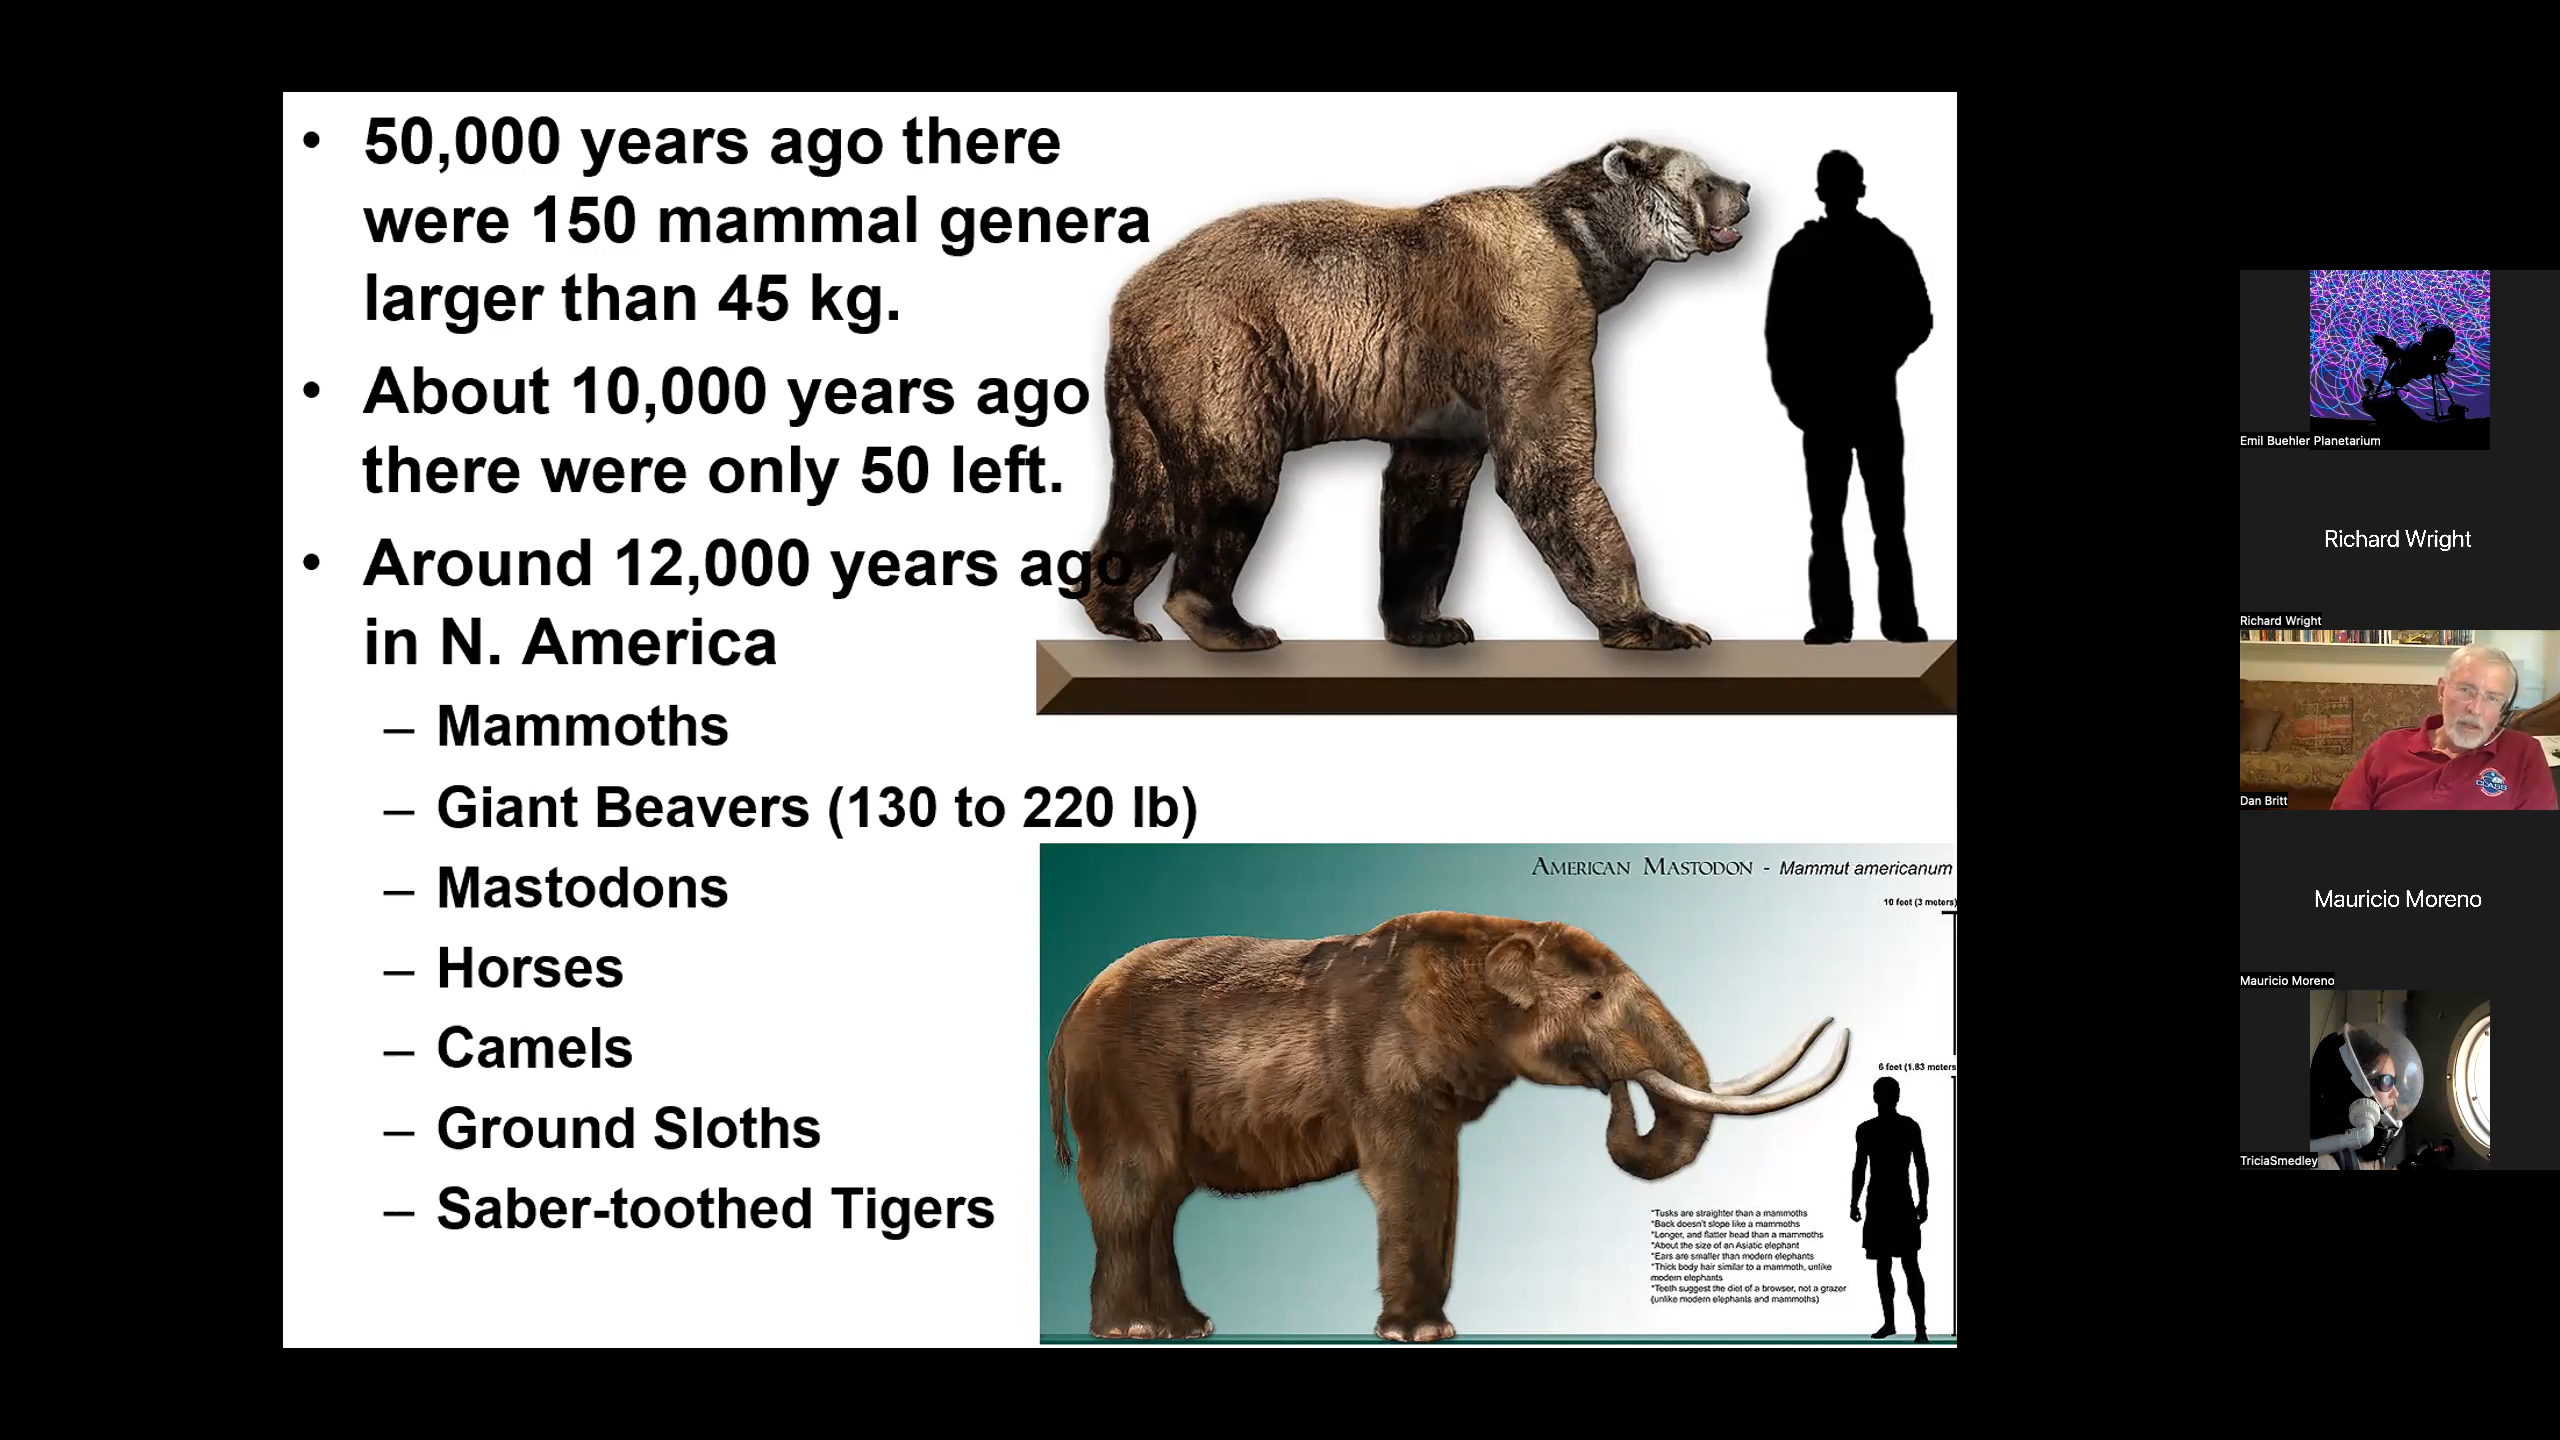 • 50,000 years ago there
were 150 mammal genera
larger than 45 kg.
• About 10,000 years ago
there were only 50 left.
• Around 12,000 years ago
in N. America
– Mammoths
– Giant Beavers (130 to 220 lb)
– Mastodons
– Horses
– Camels
– Ground Sloths
– Saber-toothed Tigers
American Mastodon - Mammut americanum
10 feet (3 meters)
6 feet (1.83 meters
*Tusks are straighter than a mammoths
*Back doesn't slope like a mammoths
*Longer, and flatter head than a mammoths
*About the size of an Asiatic elephant
*Ears are smaller than modern elephants
*Thick body hair similar to a mammoth, unlike
modern elephants
*Teeth suggest the diet of a browser, not a grazer
(unlike modern elephants and mammoths)
Emil Buehler Planetarium
Richard Wright
Richard Wright
CLASS
Dan Britt
Mauricio Moreno
Mauricio Moreno
TriciaSmedley